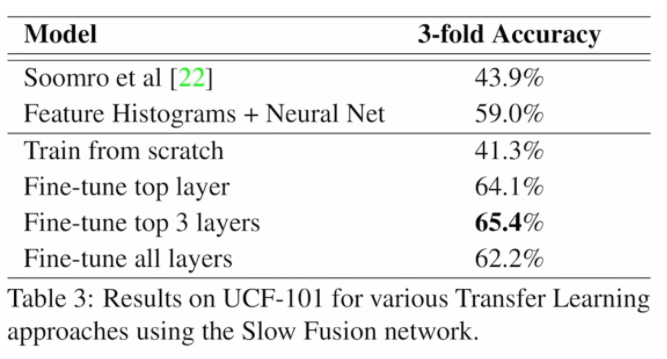 Model 3-fold Accuracy
Soomro et al [22] 43.9%
Feature Histograms + Neural Net 59.0%
Train from scratch 41.3%
Fine-tune top layer 64.1%
Fine-tune top 3 layers 65.4%
Fine-tune all layers 62.2%
Table 3: Results on UCF-101 for various Transfer Learning
approaches using the Slow Fusion network.